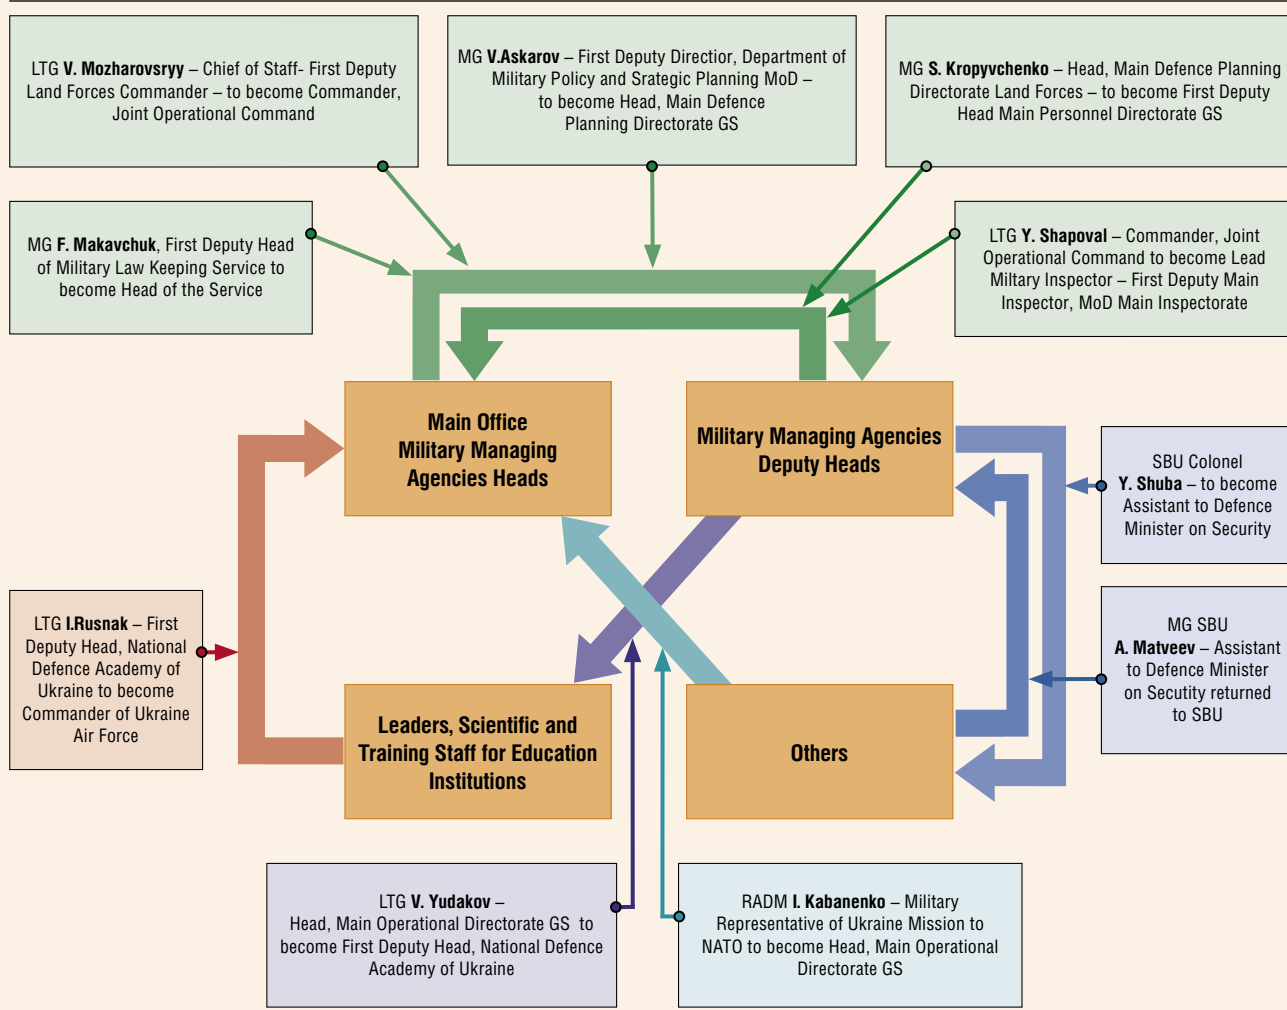 LTG V. Mozharovsryy – Chief of Staff- First Deputy
Land Forces Commander – to become Commander,
Joint Operational Command
MG V.Askarov – First Deputy Directior, Department of
Military Policy and Srategic Planning MoD –
to become Head, Main Defence
Planning Directorate GS
MG S. Kropyvchenko – Head, Main Defence Planning
Directorate Land Forces – to become First Deputy
Head Main Personnel Directorate GS
MG F. Makavchuk, First Deputy Head
of Military Law Keeping Service to
become Head of the Service
LTG Y. Shapoval – Commander, Joint
Operational Command to become Lead
Miltary Inspector – First Deputy Main
Inspector, MoD Main Inspectorate
Main Office
Military Managing
Agencies Heads
Military Managing Agencies
Deputy Heads
SBU Colonel
Y. Shuba – to become
Assistant to Defence
Minister on Security
LTG I.Rusnak – First
Deputy Head, National
Defence Academy of
Ukraine to become
Commander of Ukraine
Air Force
MG SBU
A. Matveev – Assistant
to Defence Minister
on Secutity returned
to SBU
Leaders, Scientific and
Training Staff for Education
Institutions
Others
LTG V. Yudakov –
Head, Main Operational Directorate GS to
become First Deputy Head, National Defence
Academy of Ukraine
RADM I. Kabanenko – Military
Representative of Ukraine Mission to
NATO to become Head, Main Operational
Directorate GS